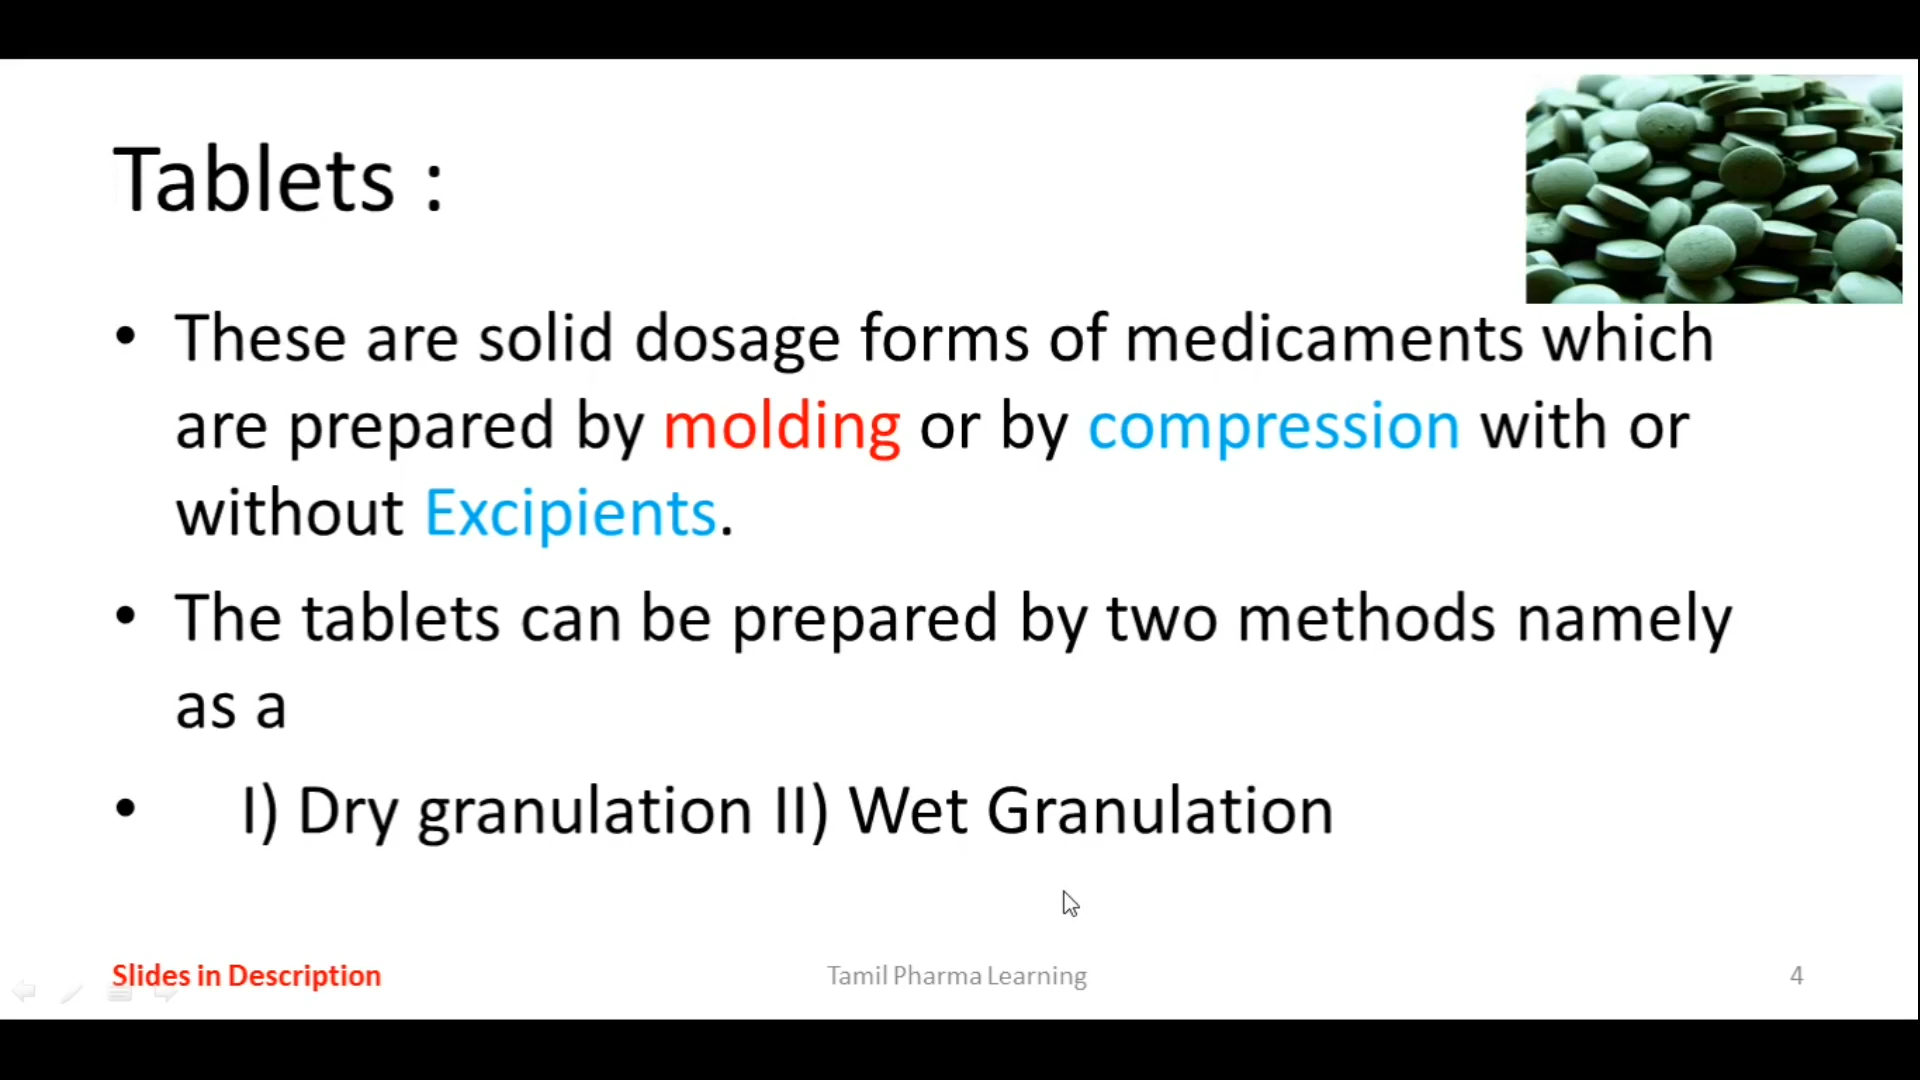 Tablets :
• These are solid dosage forms of medicaments which
are prepared by molding or by compression with or
without Excipients.
• The tablets can be prepared by two methods namely
as a
• I) Dry granulation II) Wet Granulation
Slides in Description
Tamil Pharma Learning
4